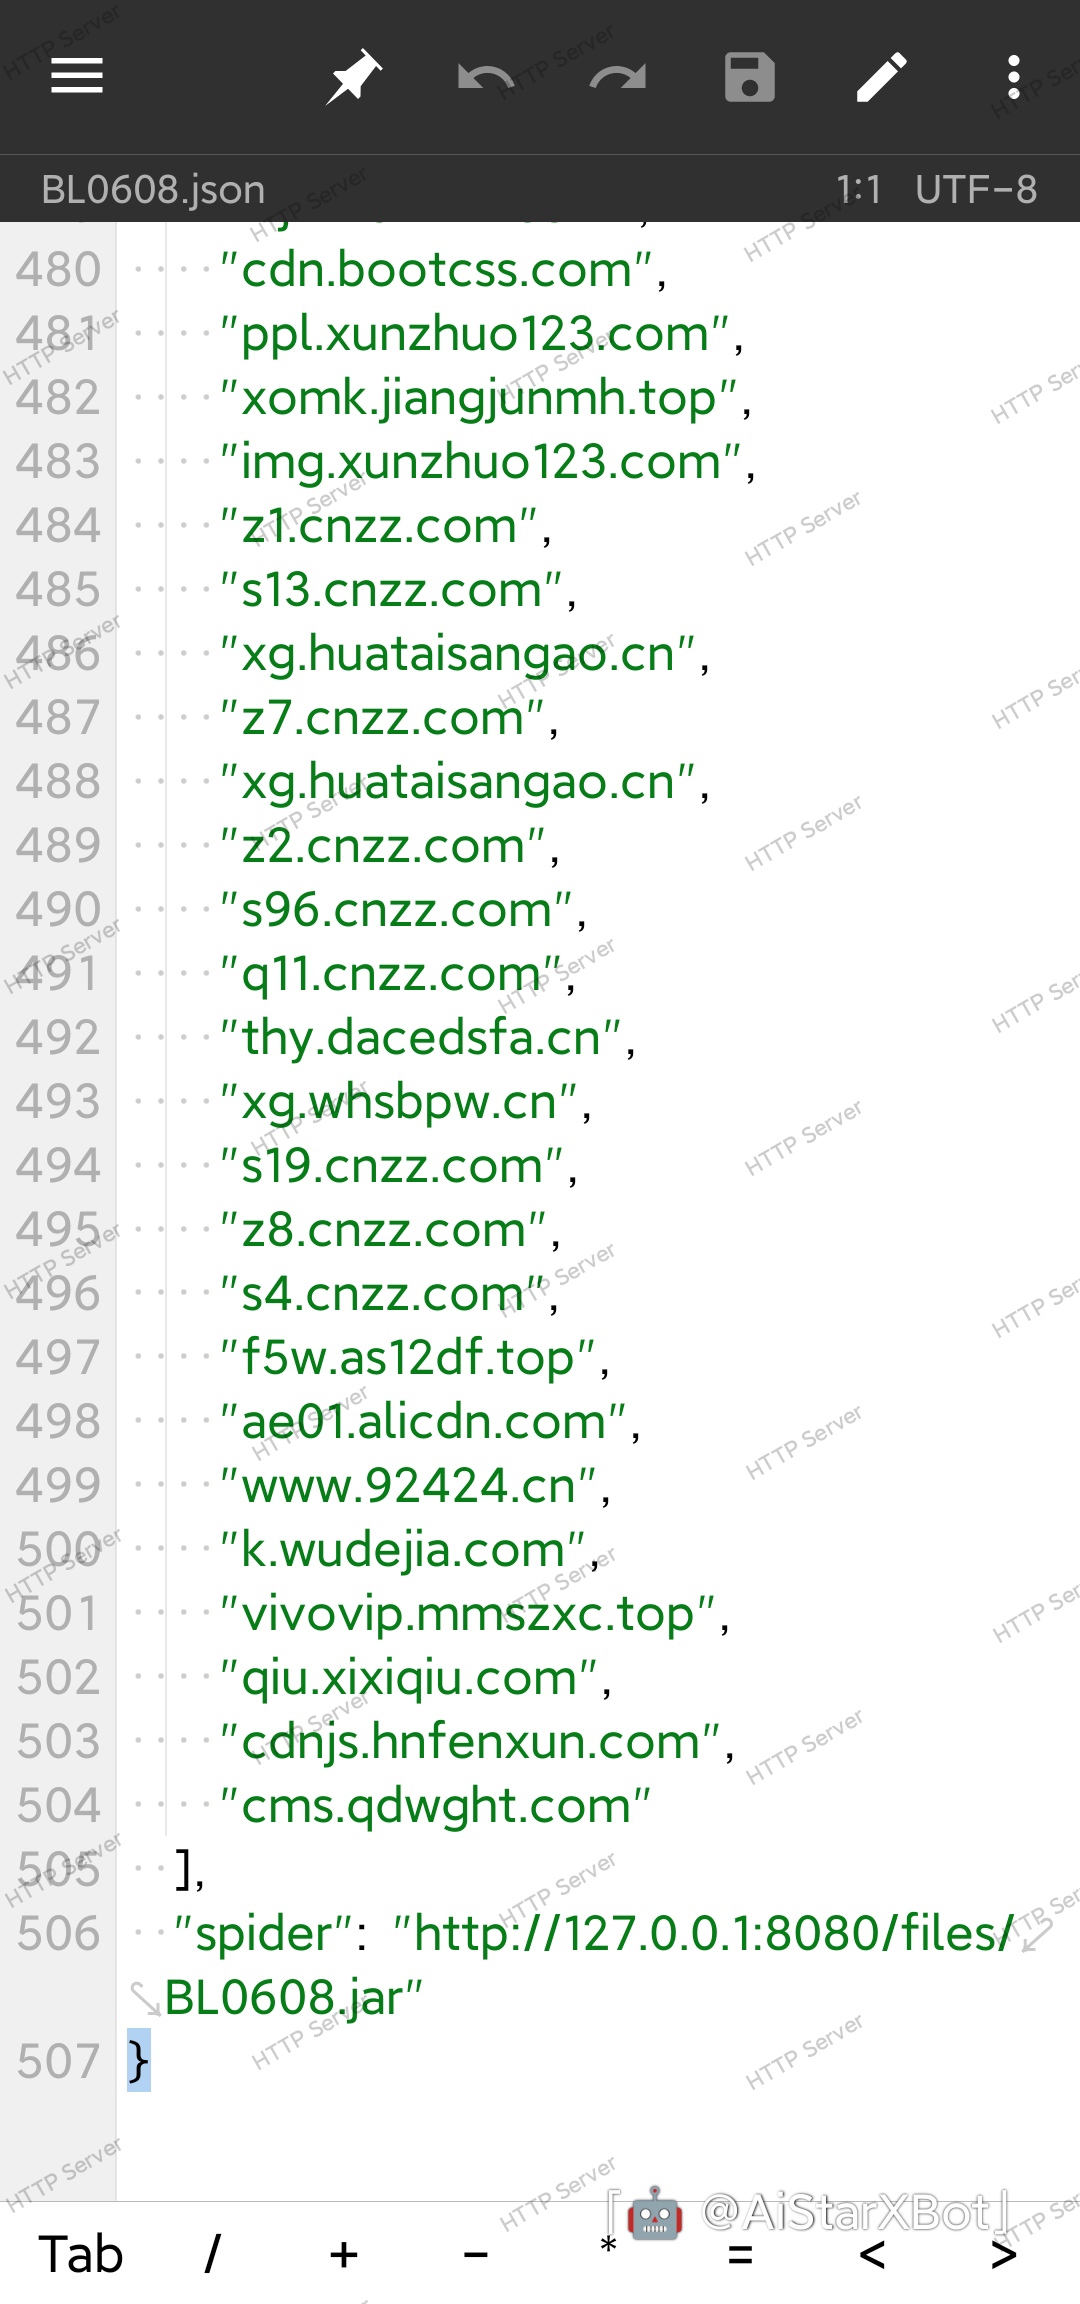 BL0608.json 1:1 UTF-8
480 "cdn.bootcss.com",
481 "ppl.xunzhuo123.com",
482 "xomk.jiangjunmh.top",
483 "img.xunzhuo123.com",
484 "z1.cnzz.com",
485 "s13.cnzz.com",
486 "xg.huataisangao.cn",
487 "z7.cnzz.com",
488 "xg.huataisangao.cn",
489 "z2.cnzz.com",
490 "s96.cnzz.com",
491 "q11.cnzz.com",
492 "thy.dacedsfa.cn",
493 "xg.whsbpw.cn",
494 "s19.cnzz.com",
495 "z8.cnzz.com",
496 "s4.cnzz.com",
497 "f5w.as12df.top",
498 "ae01.alicdn.com",
499 "www.92424.cn",
500 "k.wudejia.com",
501 "vivovip.mmszxc.top",
502 "qiu.xixiqiu.com",
503 "cdnjs.hnfenxun.com",
504 "cms.qdwght.com"
505 ],
506 "spider": "http://127.0.0.1:8080/files/
BL0608.jar"
507 }
「🤖 @AiStarXBot」
Tab / + - * = < >
HTTP Server